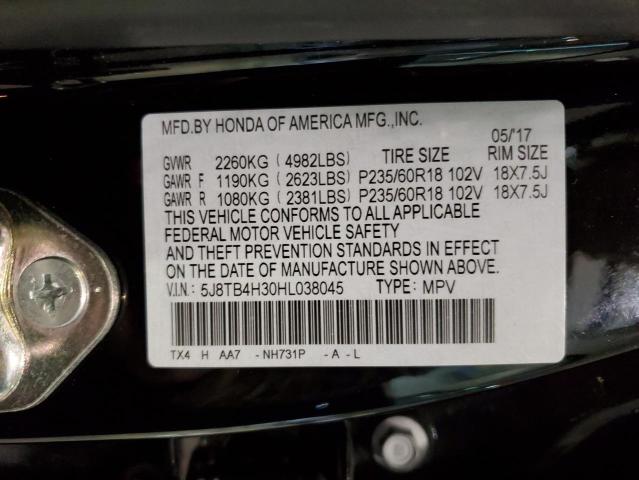 MFD.BY HONDA OF AMERICA MFG.,INC.
05/'17
GVWR 2260KG (4982LBS) TIRE SIZE RIM SIZE
GAWR F 1190KG (2623LBS) P235/60R18 102V 18X7.5J
GAWR R 1080KG (2381LBS) P235/60R18 102V 18X7.5J
THIS VEHICLE CONFORMS TO ALL APPLICABLE
FEDERAL MOTOR VEHICLE SAFETY
AND THEFT PREVENTION STANDARDS IN EFFECT
ON THE DATE OF MANUFACTURE SHOWN ABOVE.
V.I.N.: 5J8TB4H30HL038045 TYPE: MPV
TX4 H AA7 - NH731P - A - L